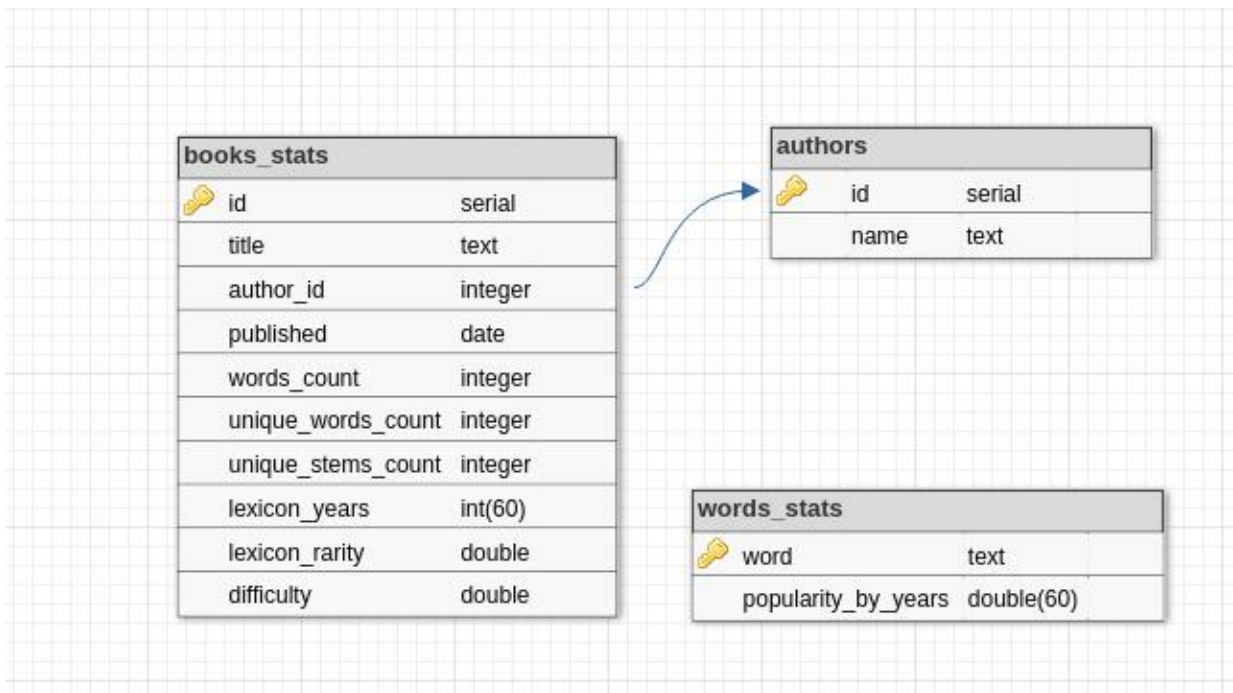 books_stats
id serial
title text
author_id integer
published date
words_count integer
unique_words_count integer
unique_stems_count integer
lexicon_years int(60)
lexicon_rarity double
difficulty double
authors
id serial
name text
words_stats
word text
popularity_by_years double(60)